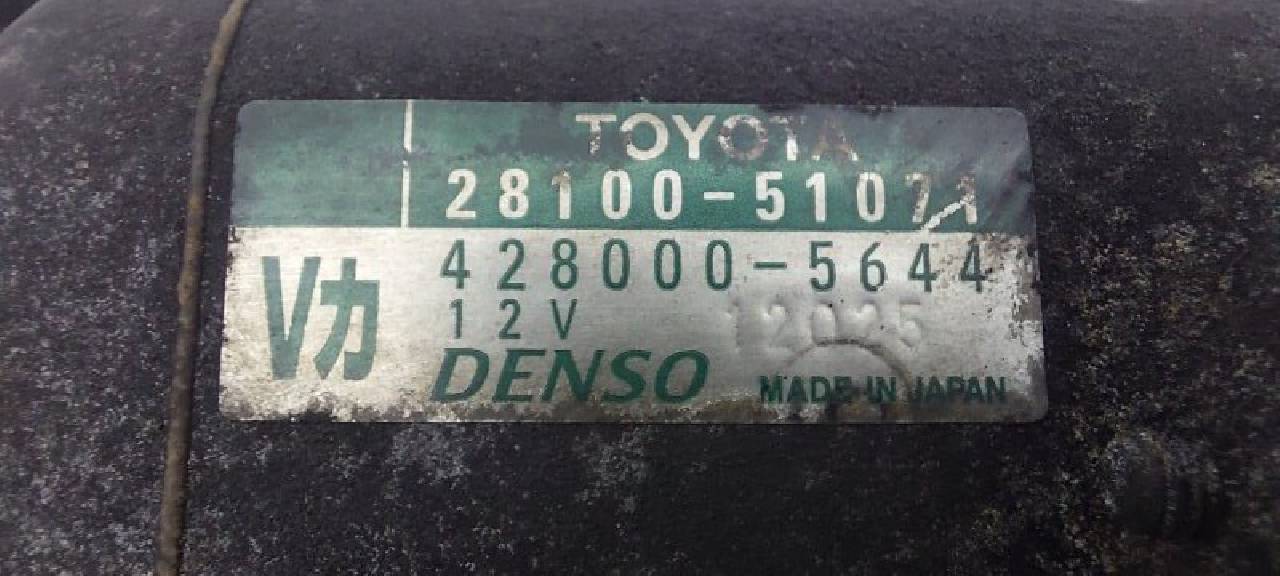 TOYOTA
28100-51071
428000-5644
Vカ
12V
12025
DENSO
MADE IN JAPAN